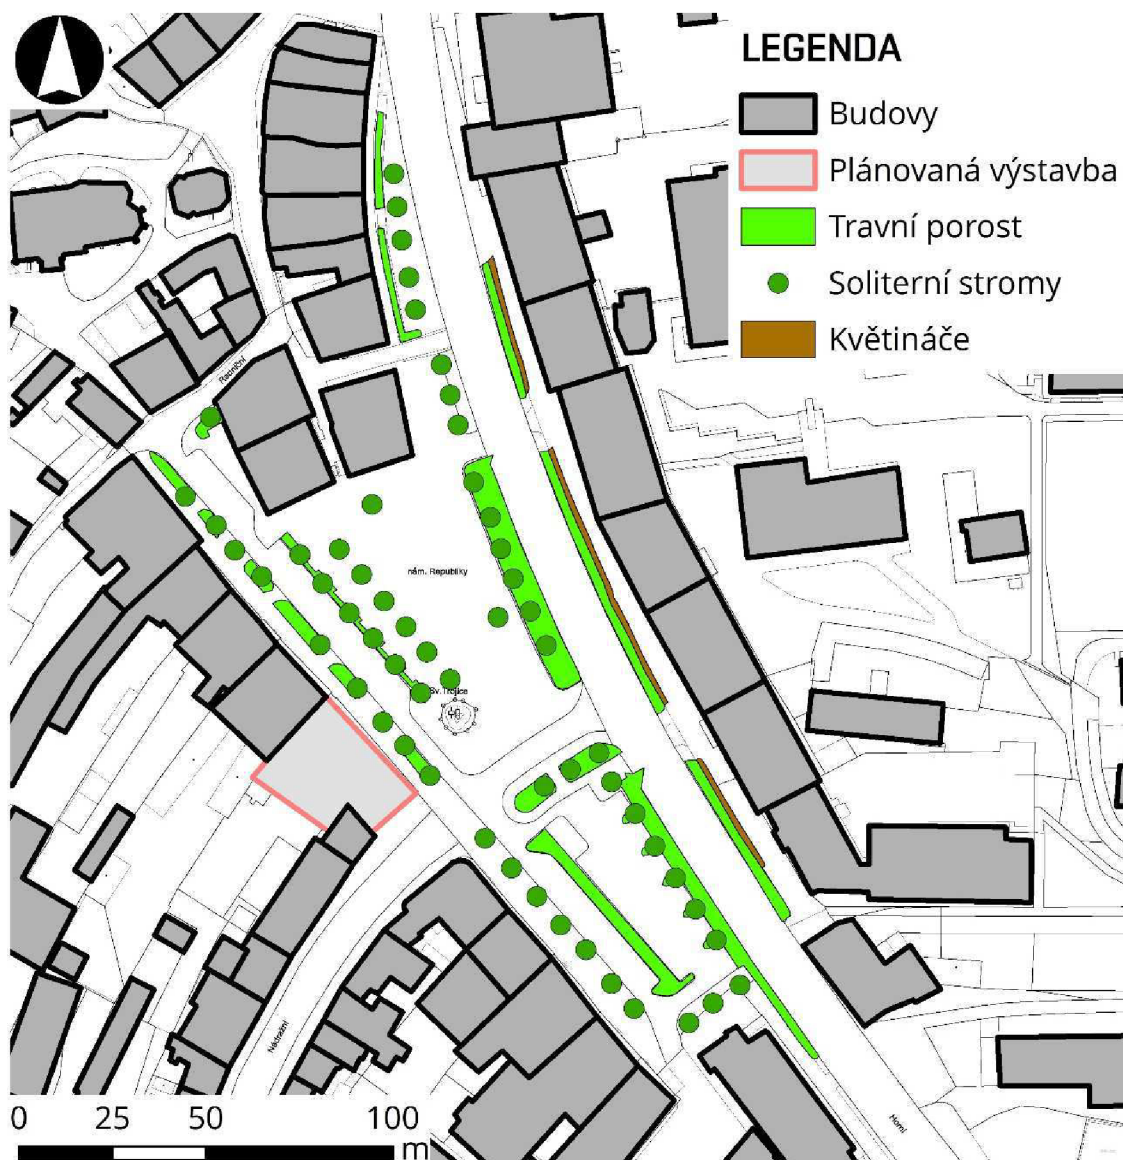 LEGENDA
Budovy
Plánovaná výstavba
Travní porost
Soliterní stromy
Květináče
Radniční
nám. Republiky
Sv. Trojice
Nádražní
Horní
0 25 50 100
m